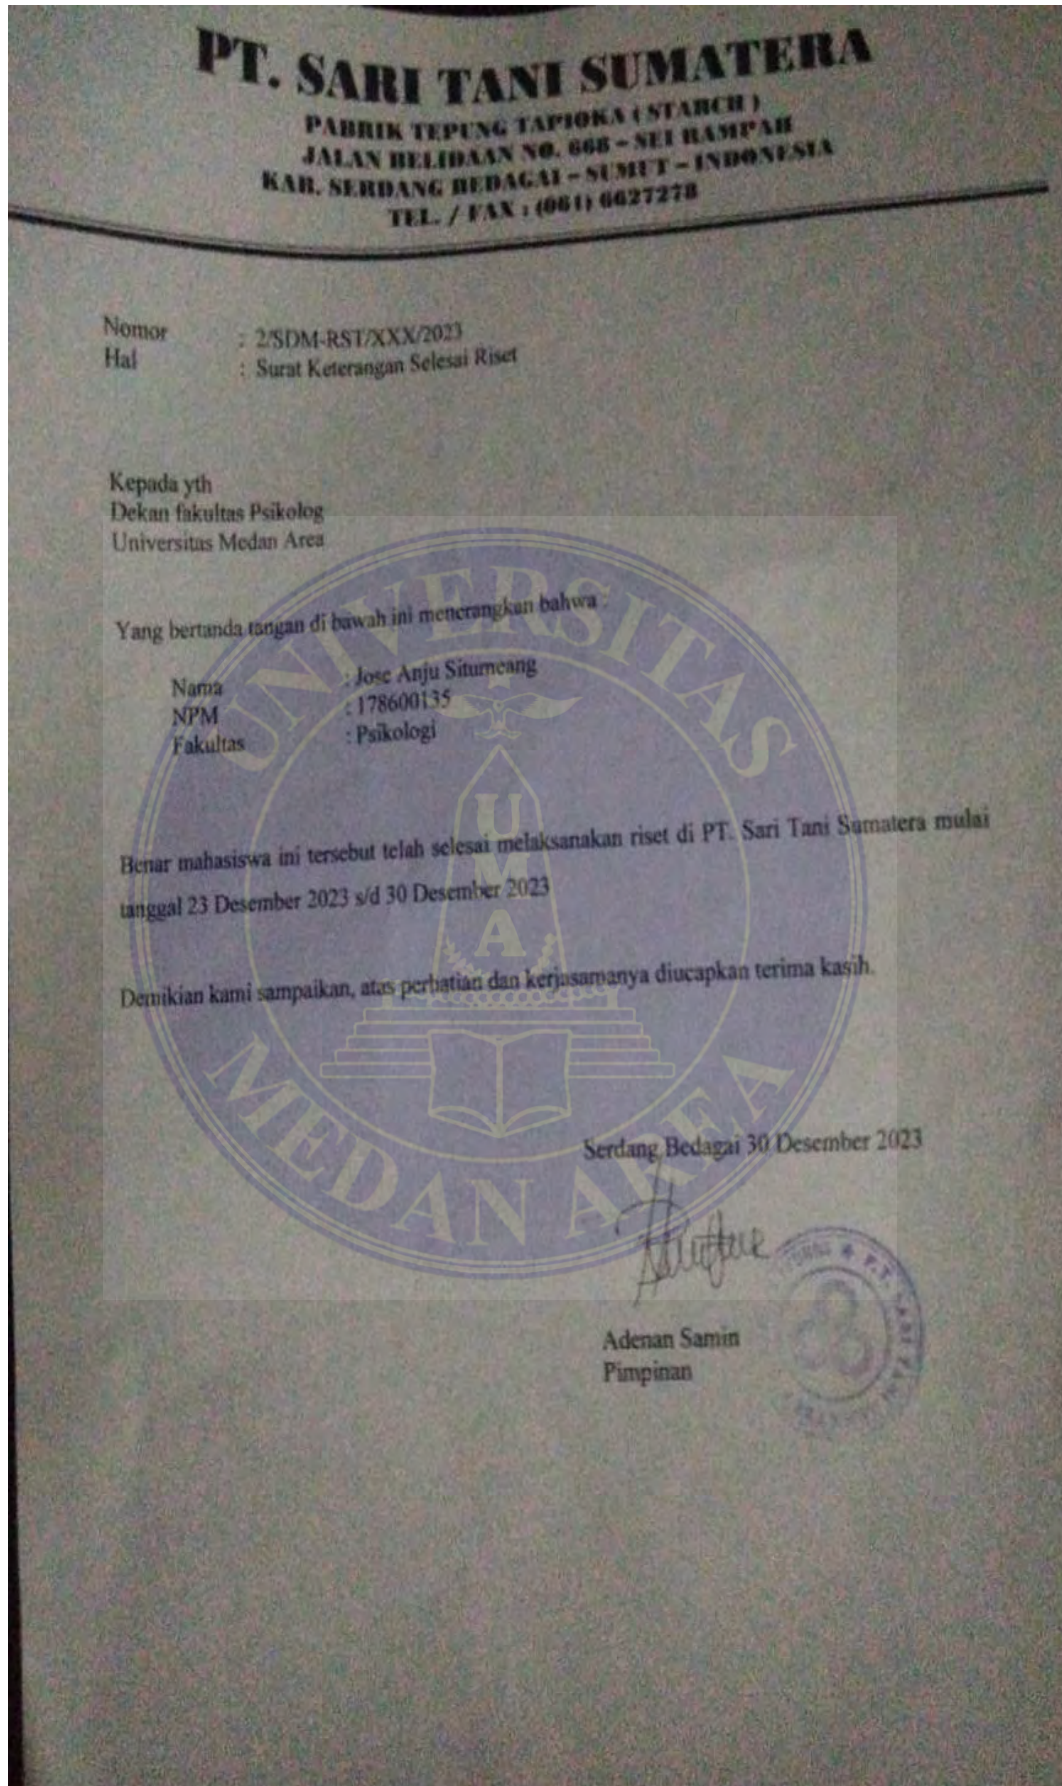 PT. SARI TANI SUMATERA
PABRIK TEPUNG TAPIOKA ( STARCH )
JALAN BELIDAAN NO. 668 – SEI RAMPAH
KAB. SERDANG BEDAGAI – SUMUT – INDONESIA
TEL. / FAX : (061) 6627278
Nomor : 2/SDM-RST/XXX/2023
Hal : Surat Keterangan Selesai Riset
Kepada yth
Dekan fakultas Psikolog
Universitas Medan Area
Yang bertanda tangan di bawah ini menerangkan bahwa :
Nama : Jose Anju Situmeang
NPM : 178600135
Fakultas : Psikologi
Benar mahasiswa ini tersebut telah selesai melaksanakan riset di PT. Sari Tani Sumatera mulai
tanggal 23 Desember 2023 s/d 30 Desember 2023
Demikian kami sampaikan, atas perhatian dan kerjasamanya diucapkan terima kasih.
Serdang Bedagai 30 Desember 2023
Adenan Samin
Pimpinan
UNIVERSITAS
UMA
MEDAN AREA
P.T. SARI TANI